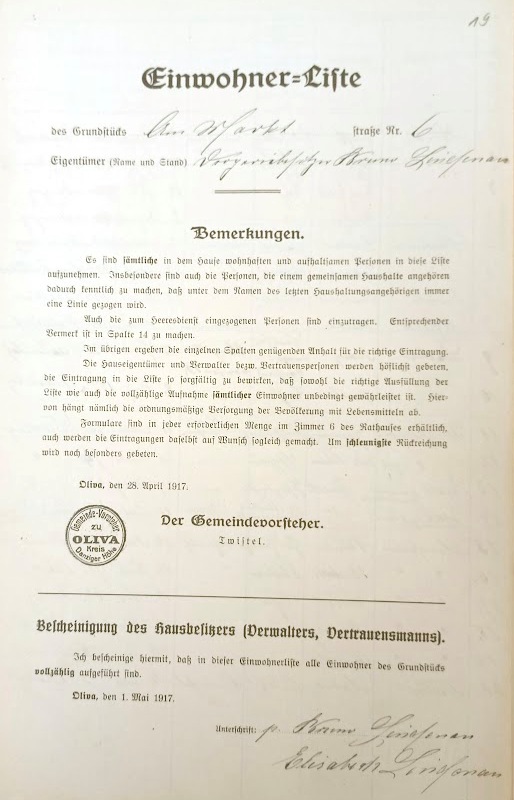 19
Einwohner-Liste
des Grundstücks Am Markt straße Nr. 6
Eigentümer (Name und Stand) Drogeriebesitzer Bruno Lindenau
Bemerkungen.
Es sind sämtliche in dem Hause wohnhaften und aufhaltsamen Personen in diese Liste
aufzunehmen. Insbesondere sind auch die Personen, die einem gemeinsamen Haushalte angehören
dadurch kenntlich zu machen, daß unter dem Namen des letzten Haushaltungsangehörigen immer
eine Linie gezogen wird.
Auch die zum Heeresdienst eingezogenen Personen sind einzutragen. Entsprechender
Vermerk ist in Spalte 14 zu machen.
Im übrigen ergeben die einzelnen Spalten genügenden Anhalt für die richtige Eintragung.
Die Hauseigentümer und Verwalter bezw. Vertrauenspersonen werden höflichst gebeten,
die Eintragung in die Liste so sorgfältig zu bewirken, daß sowohl die richtige Ausfüllung der
Liste wie auch die vollzählige Aufnahme sämtlicher Einwohner unbedingt gewährleistet ist. Hier-
von hängt nämlich die ordnungsmäßige Versorgung der Bevölkerung mit Lebensmitteln ab.
Formulare sind in jeder erforderlichen Menge im Zimmer 6 des Rathauses erhältlich,
auch werden die Eintragungen daselbst auf Wunsch sogleich gemacht. Um schleunigste Rückreichung
wird noch besonders gebeten.
Oliva, den 28. April 1917.
Gemeinde-Vorsteher
zu
OLIVA
Kreis
Danziger Höhe
Der Gemeindevorsteher.
Twistel.
Bescheinigung des Hausbesitzers (Verwalters, Vertrauensmanns).
Ich bescheinige hiermit, daß in dieser Einwohnerliste alle Einwohner des Grundstücks
vollzählig aufgeführt sind.
Oliva, den 1. Mai 1917.
Unterschrift: p. Bruno Lindenau
Elisabeth Lindenau